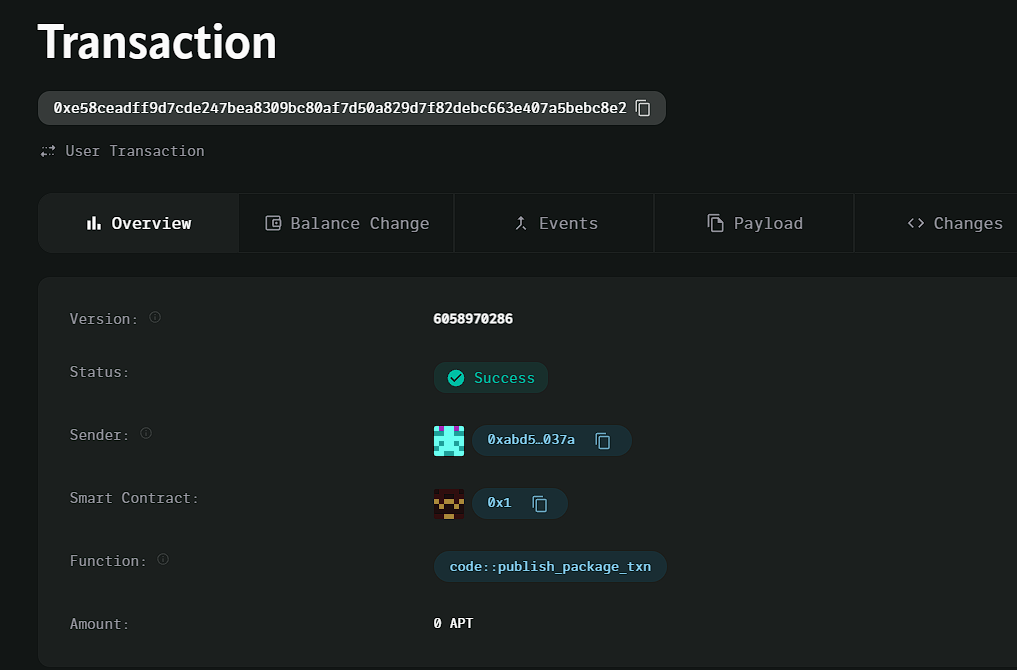 Transaction
0xe58ceadff9d7cde247bea8309bc80af7d50a829d7f82debc663e407a5bebc8e2
User Transaction
Overview Balance Change Events Payload Changes
Version: 6058970286
Status: Success
Sender: 0xabd5…037a
Smart Contract: 0x1
Function: code::publish_package_txn
Amount: 0 APT